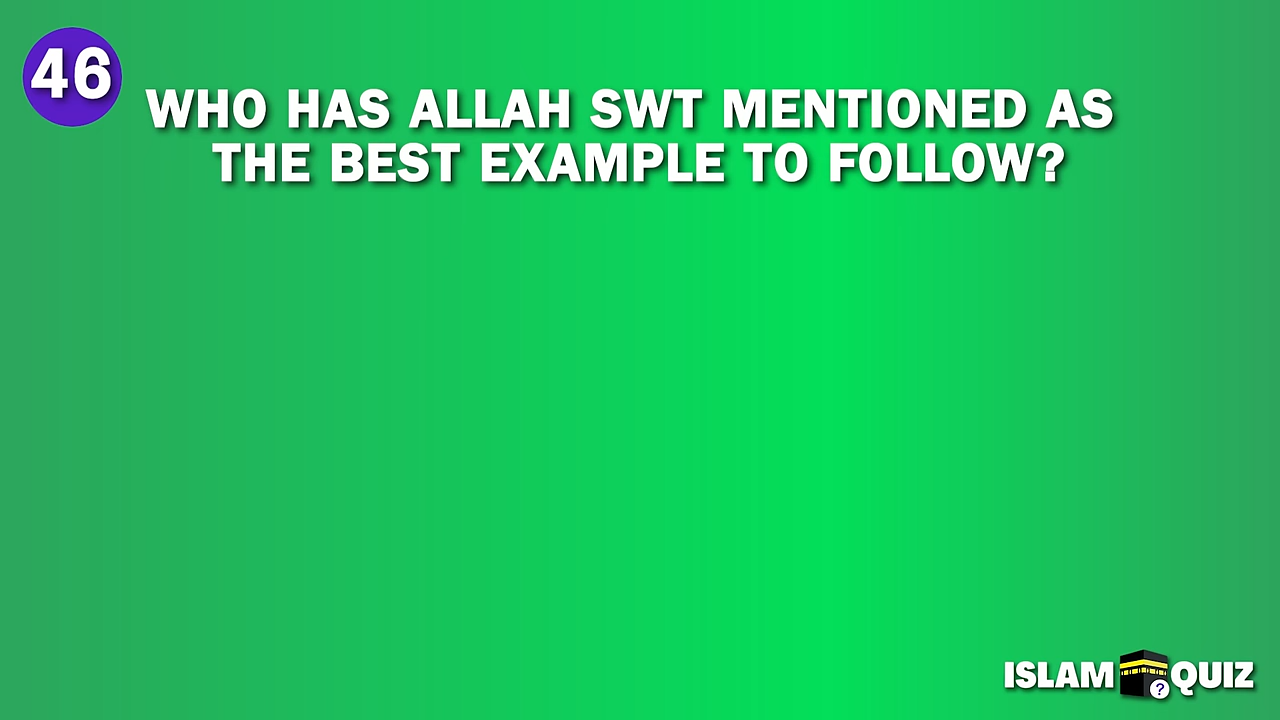 46
WHO HAS ALLAH SWT MENTIONED AS
THE BEST EXAMPLE TO FOLLOW?
ISLAM ? QUIZ